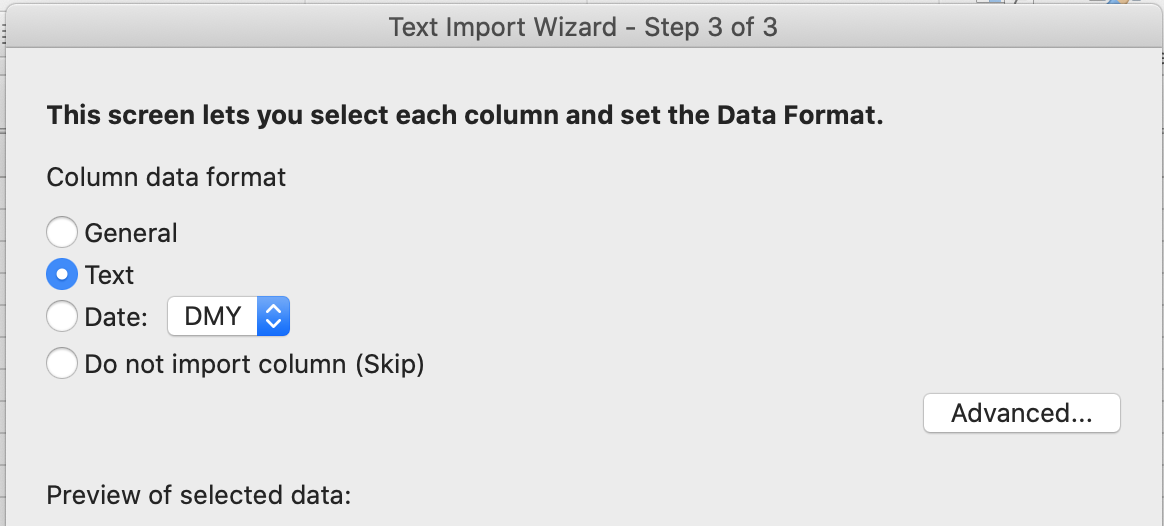 Text Import Wizard - Step 3 of 3
This screen lets you select each column and set the Data Format.
Column data format
General
Text
Date: DMY
Do not import column (Skip)
Advanced...
Preview of selected data: